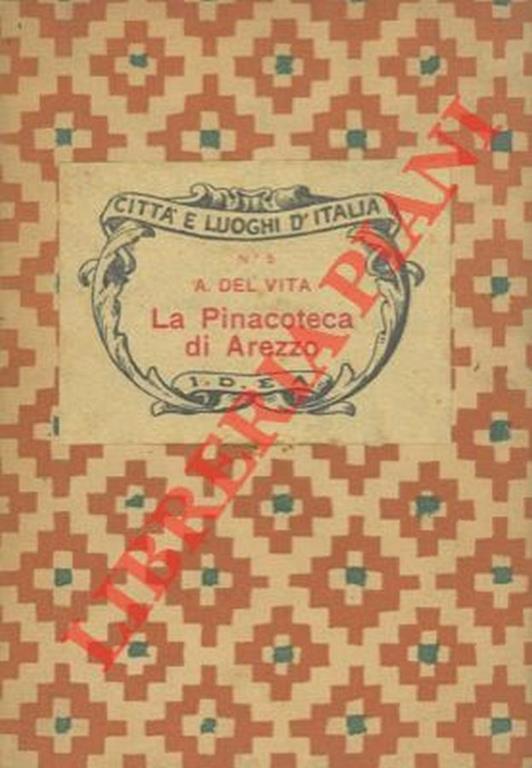 CITTÀ E LUOGHI D'ITALIA
N° 5
A. DEL VITA
La Pinacoteca
di Arezzo
I. D. E. A.
LIBRERIA PIANI